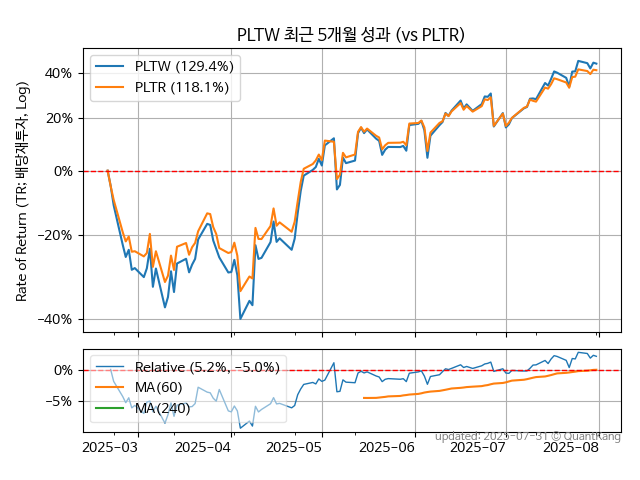 PLTW 최근 5개월 성과 (vs PLTR)
PLTW (129.4%)
PLTR (118.1%)
Rate of Return (TR: 배당재투자, Log)
40%
20%
0%
−20%
−40%
Relative (5.2%, −5.0%)
MA(60)
MA(240)
0%
−5%
updated: 2025-07-31 © QuantKang
2025-03
2025-04
2025-05
2025-06
2025-07
2025-08